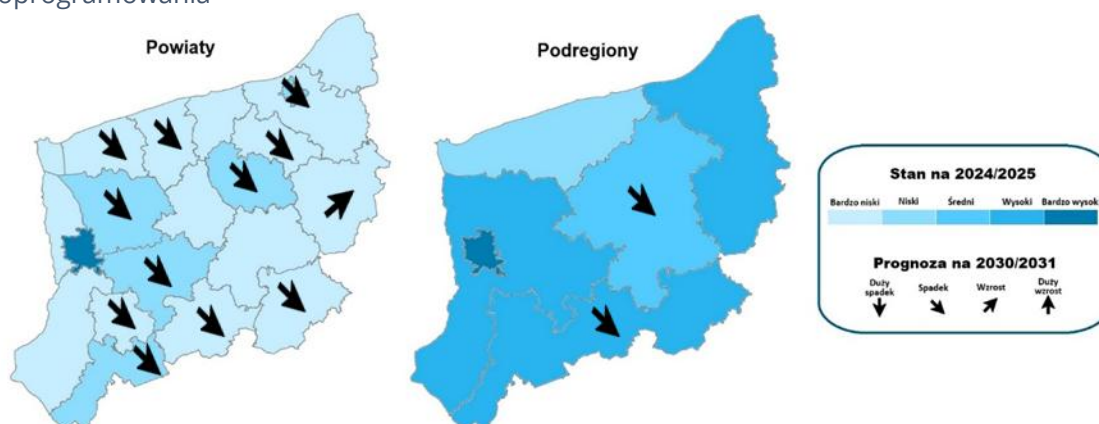 oprogramowania
Powiaty
Podregiony
Stan na 2024/2025
Bardzo niski Niski Średni Wysoki Bardzo wysok
Prognoza na 2030/2031
Duży spadek Spadek Wzrost Duży wzrost